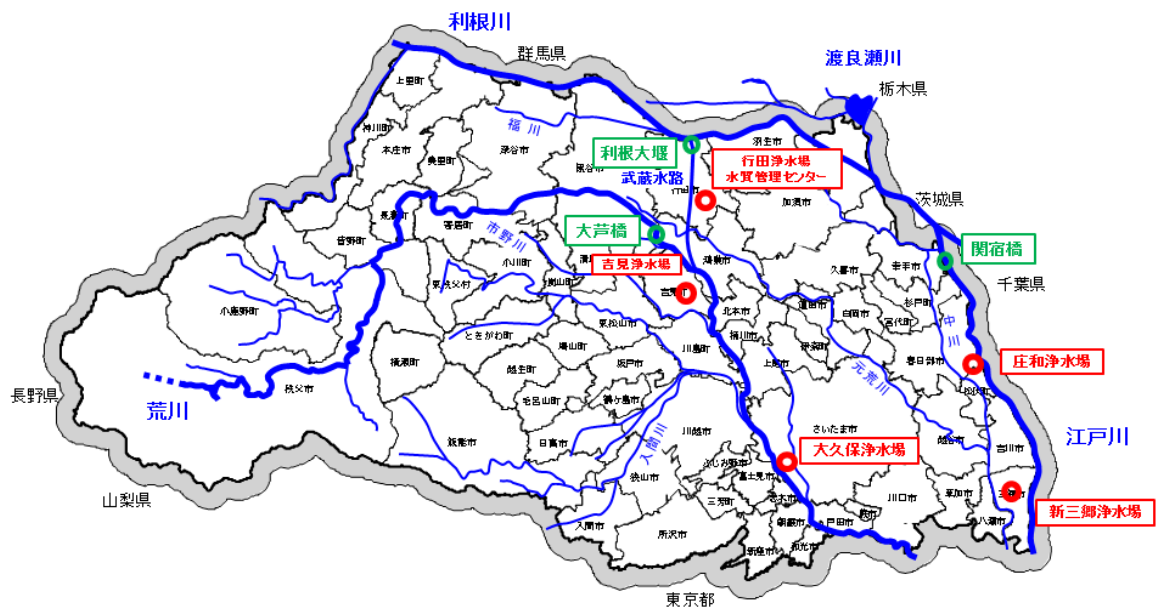 利根川
群馬県
渡良瀬川
栃木県
上里町
神川町
本庄市
美里町
深谷市
福川
熊谷市
利根大堰
武蔵水路
行田市
行田浄水場
水質管理センター
羽生市
加須市
茨城県
長瀞町
皆野町
寄居町
市野川
小川町
嵐山町
東秩父村
大芦橋
吉見浄水場
吉見町
鴻巣市
久喜市
幸手市
関宿橋
千葉県
小鹿野町
ときがわ町
東松山市
川島町
北本市
桶川市
蓮田市
白岡市
宮代町
杉戸町
中川
伊奈町
上尾市
春日部市
元荒川
庄和浄水場
松伏町
横瀬町
鳩山町
坂戸市
越生町
毛呂山町
鶴ヶ島市
長野県
荒川
秩父市
飯能市
日高市
入間川
川越市
さいたま市
越谷市
吉川市
江戸川
大久保浄水場
ふじみ野市
富士見市
狭山市
三芳町
志木市
川口市
草加市
三郷市
八潮市
新三郷浄水場
山梨県
入間市
所沢市
朝霞市
戸田市
蕨市
新座市
和光市
東京都